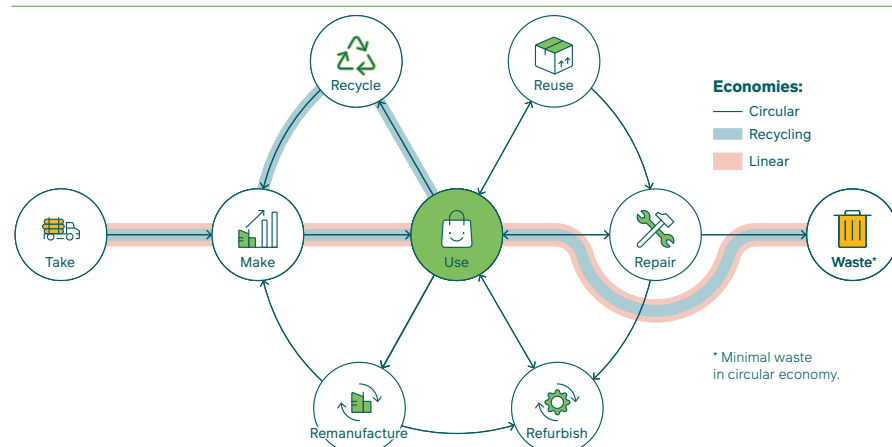 Recycle
Reuse
Economies:
Circular
Recycling
Linear
Take
Make
Use
Repair
Waste*
* Minimal waste
in circular economy.
Remanufacture
Refurbish